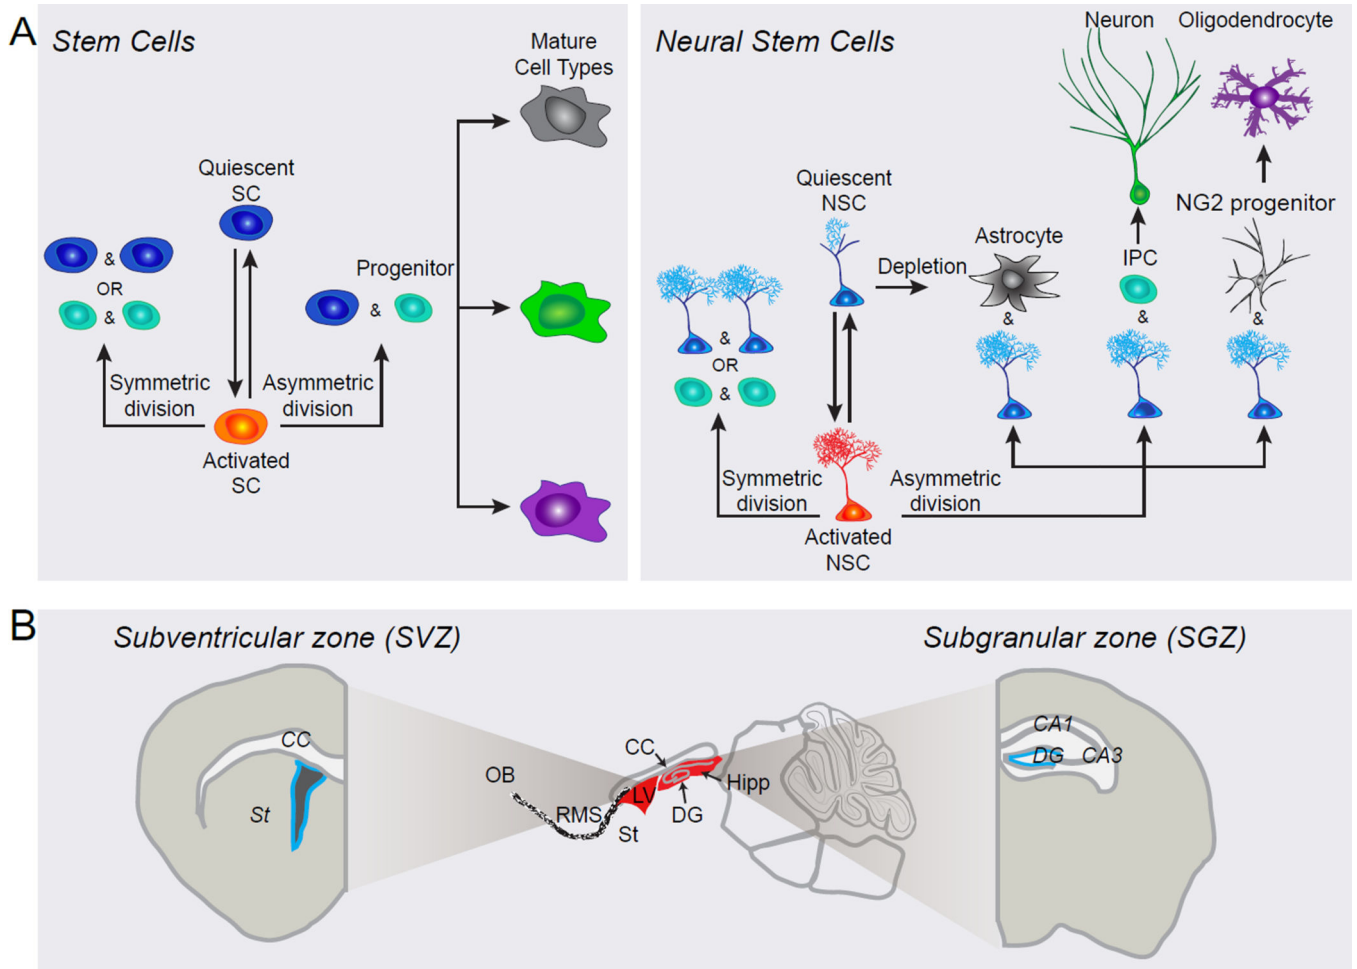 A
Stem Cells
Mature
Cell Types
Quiescent
SC
&
OR
&
Progenitor
&
Symmetric
division
Asymmetric
division
Activated
SC
Neural Stem Cells
Neuron
Oligodendrocyte
Quiescent
NSC
Depletion
Astrocyte
IPC
NG2 progenitor
&
OR
&
&
&
&
Symmetric
division
Asymmetric
division
Activated
NSC
B
Subventricular zone (SVZ)
Subgranular zone (SGZ)
CC
St
OB
RMS
CC
LV
St
DG
Hipp
CA1
DG
CA3